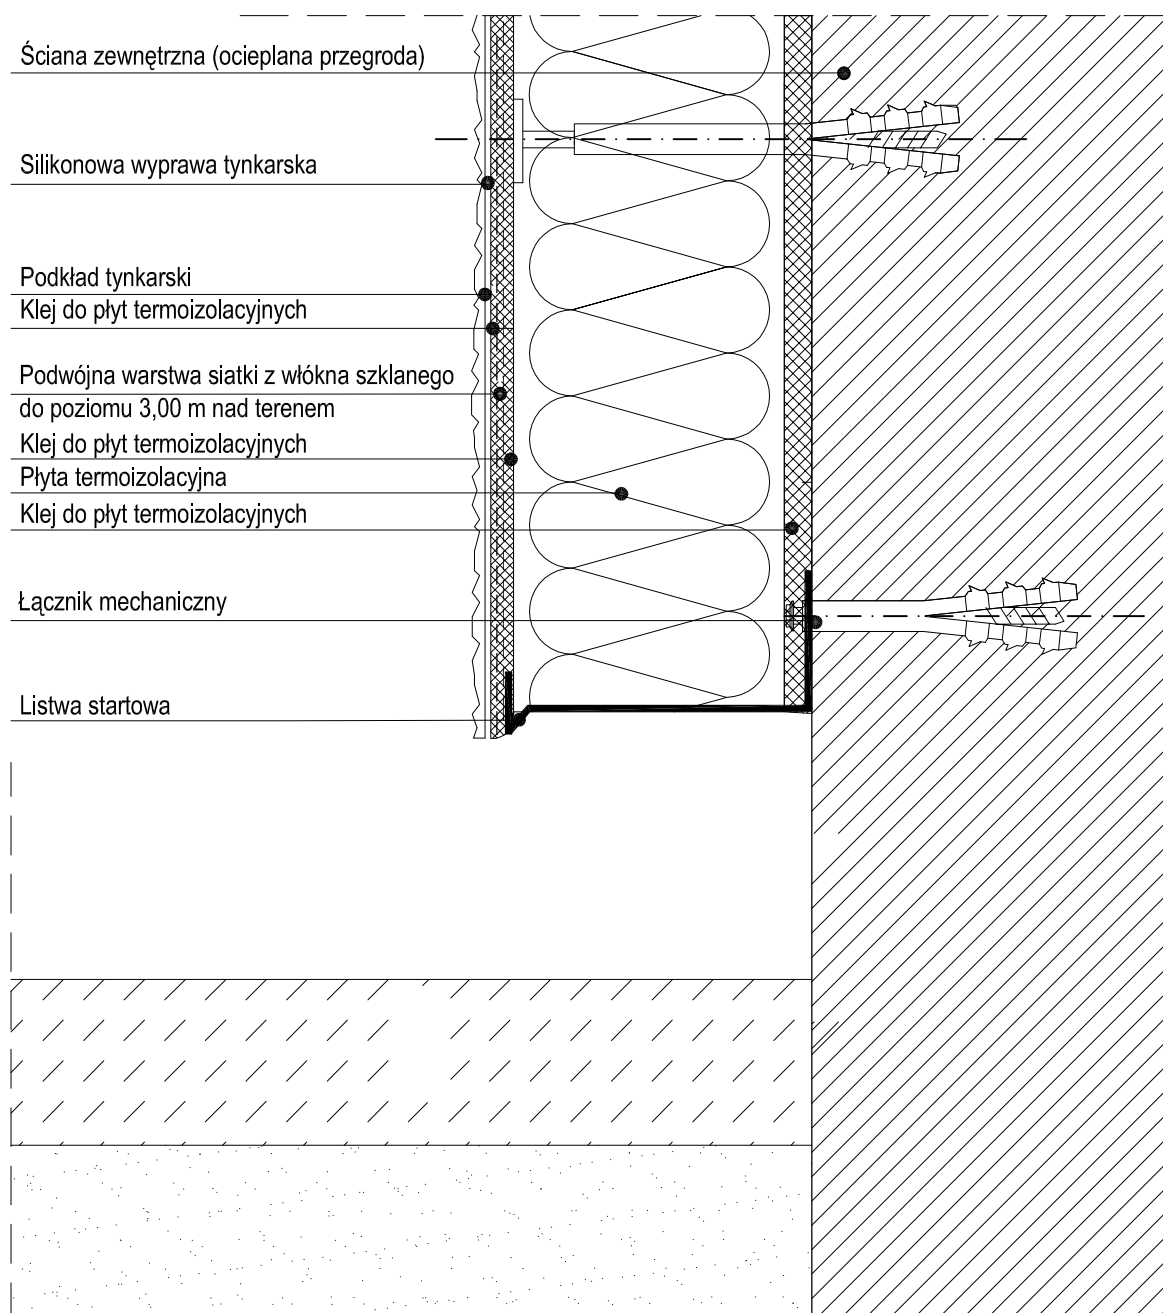 Ściana zewnętrzna (ocieplana przegroda)
Silikonowa wyprawa tynkarska
Podkład tynkarski
Klej do płyt termoizolacyjnych
Podwójna warstwa siatki z włókna szklanego
do poziomu 3,00 m nad terenem
Klej do płyt termoizolacyjnych
Płyta termoizolacyjna
Klej do płyt termoizolacyjnych
Łącznik mechaniczny
Listwa startowa